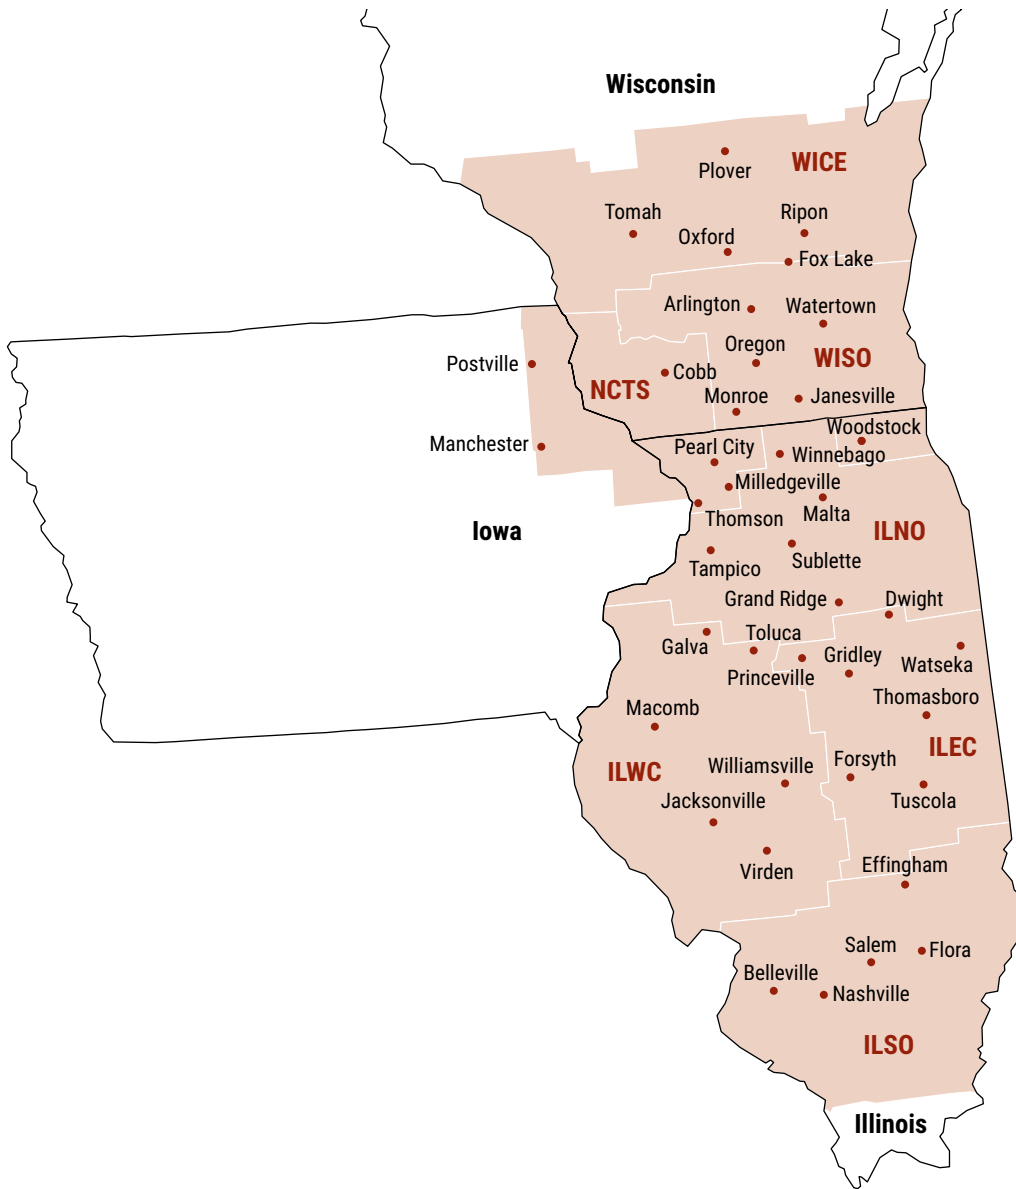 Wisconsin
WICE
Plover
Tomah
Ripon
Oxford
Fox Lake
Arlington
Watertown
Oregon
WISO
Postville
Cobb
NCTS
Monroe
Janesville
Woodstock
Manchester
Pearl City
Winnebago
Milledgeville
Thomson
Malta
Iowa
ILNO
Sublette
Tampico
Grand Ridge
Dwight
Toluca
Galva
Gridley
Watseka
Princeville
Thomasboro
Macomb
ILEC
Forsyth
Williamsville
ILWC
Jacksonville
Tuscola
Effingham
Virden
Salem
Flora
Belleville
Nashville
ILSO
Illinois